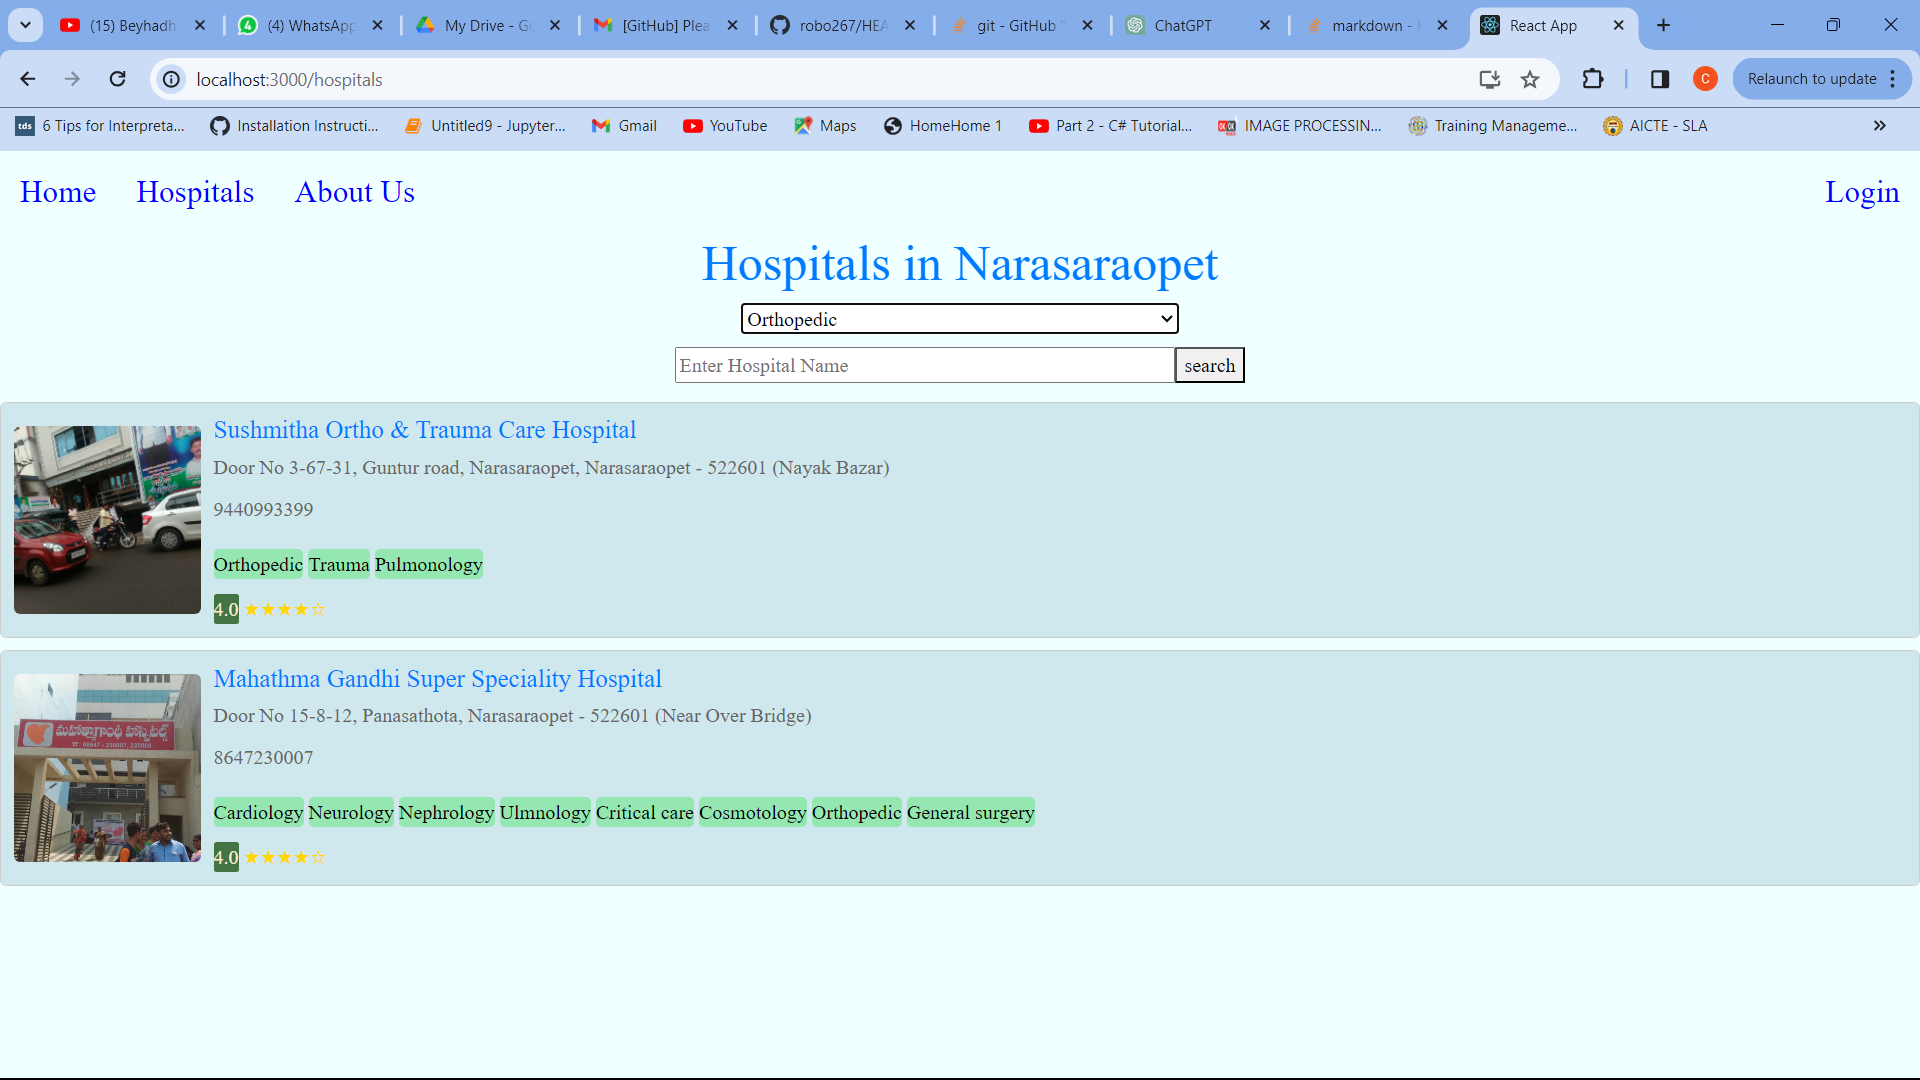 (15) Beyhadh
(4) WhatsApp
My Drive - Go
[GitHub] Plea
robo267/HEA
git - GitHub "
ChatGPT
markdown -
React App
localhost:3000/hospitals
C
Relaunch to update
tds 6 Tips for Interpreta...
Installation Instructi...
Untitled9 - Jupyter...
Gmail
YouTube
Maps
HomeHome 1
Part 2 - C# Tutorial...
IMAGE PROCESSIN...
Training Manageme...
AICTE - SLA
Home
Hospitals
About Us
Login
Hospitals in Narasaraopet
Orthopedic
Enter Hospital Name
search
Sushmitha Ortho & Trauma Care Hospital
Door No 3-67-31, Guntur road, Narasaraopet, Narasaraopet - 522601 (Nayak Bazar)
9440993399
Orthopedic Trauma Pulmonology
4.0 ★★★★☆
Mahathma Gandhi Super Speciality Hospital
మహాత్మాగాంధీ హాస్పిటల్స్
Door No 15-8-12, Panasathota, Narasaraopet - 522601 (Near Over Bridge)
8647230007
Cardiology Neurology Nephrology Ulmnology Critical care Cosmotology Orthopedic General surgery
4.0 ★★★★☆